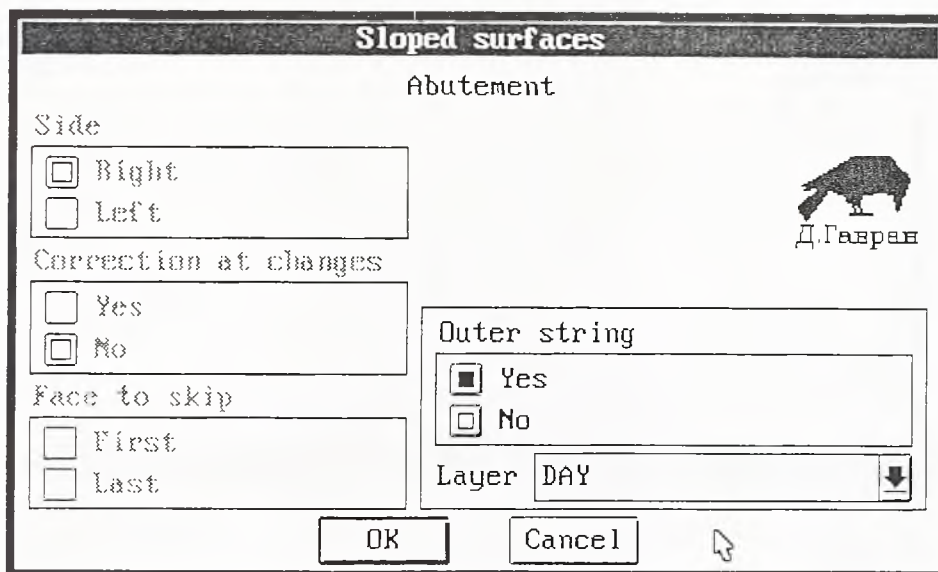 Sloped surfaces
Abutement
Side
Right
Left
Д.Гавран
Correction at changes
Yes
No
Outer string
Yes
No
Face to skip
First
Last
Layer DAY
OK Cancel